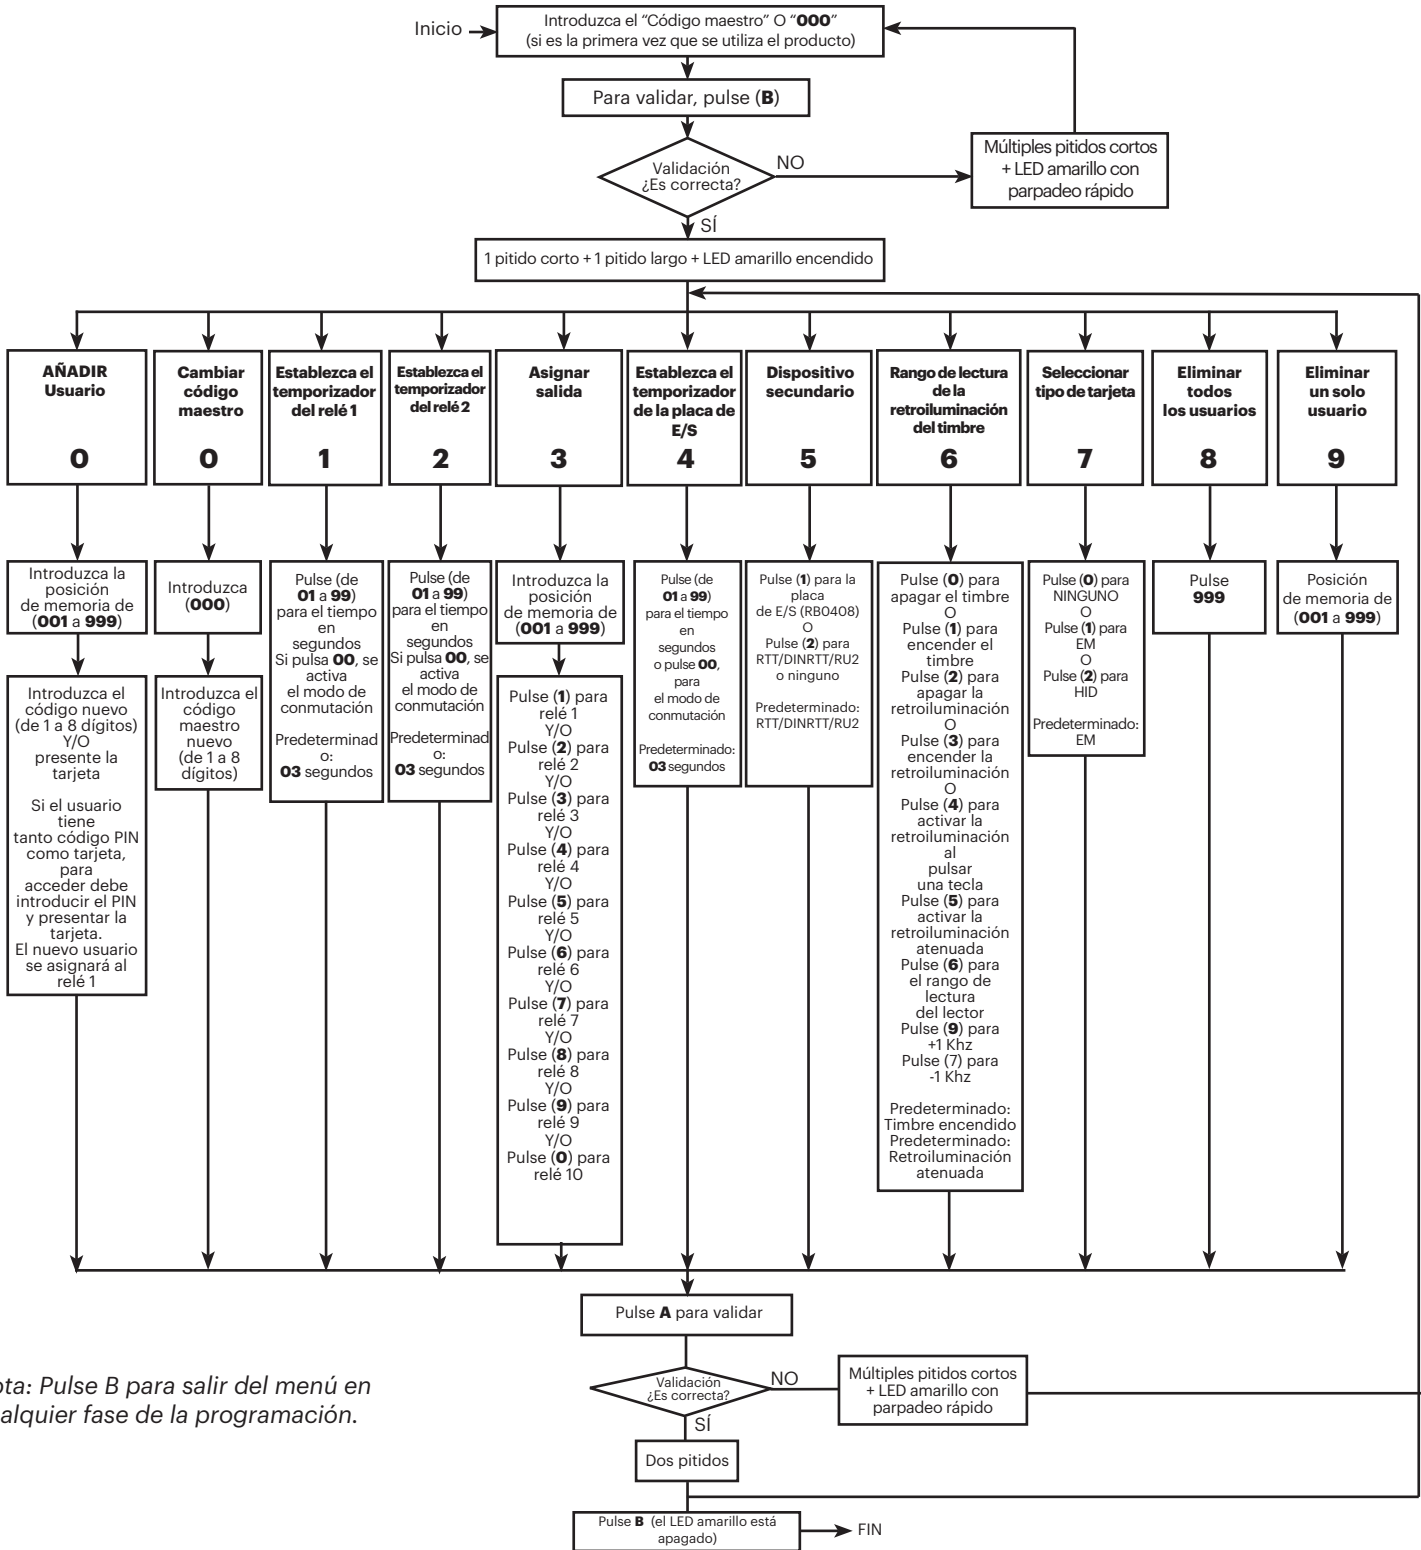 Inicio
Introduzca el “Código maestro” O “000”
(si es la primera vez que se utiliza el producto)
Para validar, pulse (B)
Validación
¿Es correcta?
NO
Múltiples pitidos cortos
+ LED amarillo con
parpadeo rápido
SÍ
1 pitido corto + 1 pitido largo + LED amarillo encendido
AÑADIR
Usuario
0
Cambiar
código
maestro
0
Establezca el
temporizador
del relé 1
1
Establezca el
temporizador
del relé 2
2
Asignar
salida
3
Establezca el
temporizador
de la placa de
E/S
4
Dispositivo
secundario
5
Rango de lectura
de la
retroiluminación
del timbre
6
Seleccionar
tipo de tarjeta
7
Eliminar
todos
los usuarios
8
Eliminar
un solo
usuario
9
Introduzca la
posición
de memoria de
(001 a 999)
Introduzca el
código nuevo
(de 1 a 8 dígitos)
Y/O
presente la
tarjeta
Si el usuario
tiene
tanto código PIN
como tarjeta,
para
acceder debe
introducir el PIN
y presentar la
tarjeta.
El nuevo usuario
se asignará al
relé 1
Introduzca
(000)
Introduzca el
código
maestro
nuevo
(de 1 a 8
dígitos)
Pulse (de
01 a 99)
para el tiempo
en
segundos
Si pulsa 00, se
activa
el modo de
conmutación
Predeterminad
o:
03 segundos
Pulse (de
01 a 99)
para el tiempo
en
segundos
Si pulsa 00, se
activa
el modo de
conmutación
Predeterminad
o:
03 segundos
Introduzca la
posición
de memoria de
(001 a 999)
Pulse (1) para
relé 1
Y/O
Pulse (2) para
relé 2
Y/O
Pulse (3) para
relé 3
Y/O
Pulse (4) para
relé 4
Y/O
Pulse (5) para
relé 5
Y/O
Pulse (6) para
relé 6
Y/O
Pulse (7) para
relé 7
Y/O
Pulse (8) para
relé 8
Y/O
Pulse (9) para
relé 9
Y/O
Pulse (0) para
relé 10
Pulse (de
01 a 99)
para el tiempo
en
segundos
o pulse 00,
para
el modo de
conmutación
Predeterminado:
03 segundos
Pulse (1) para la
placa
de E/S (RB0408)
O
Pulse (2) para
RTT/DINRTT/RU2
o ninguno
Predeterminado:
RTT/DINRTT/RU2
Pulse (0) para
apagar el timbre
O
Pulse (1) para
encender el
timbre
Pulse (2) para
apagar la
retroiluminación
O
Pulse (3) para
encender la
retroiluminación
O
Pulse (4) para
activar la
retroiluminación
al
pulsar
una tecla
Pulse (5) para
activar la
retroiluminación
atenuada
Pulse (6) para
el rango de
lectura
del lector
Pulse (9) para
+1 Khz
Pulse (7) para
-1 Khz
Predeterminado:
Timbre encendido
Predeterminado:
Retroiluminación
atenuada
Pulse (0) para
NINGUNO
O
Pulse (1) para
EM
O
Pulse (2) para
HID
Predeterminado:
EM
Pulse
999
Posición
de memoria de
(001 a 999)
Pulse A para validar
Validación
¿Es correcta?
NO
Múltiples pitidos cortos
+ LED amarillo con
parpadeo rápido
SÍ
Dos pitidos
Pulse B (el LED amarillo está
apagado)
FIN
ota: Pulse B para salir del menú en
alquier fase de la programación.